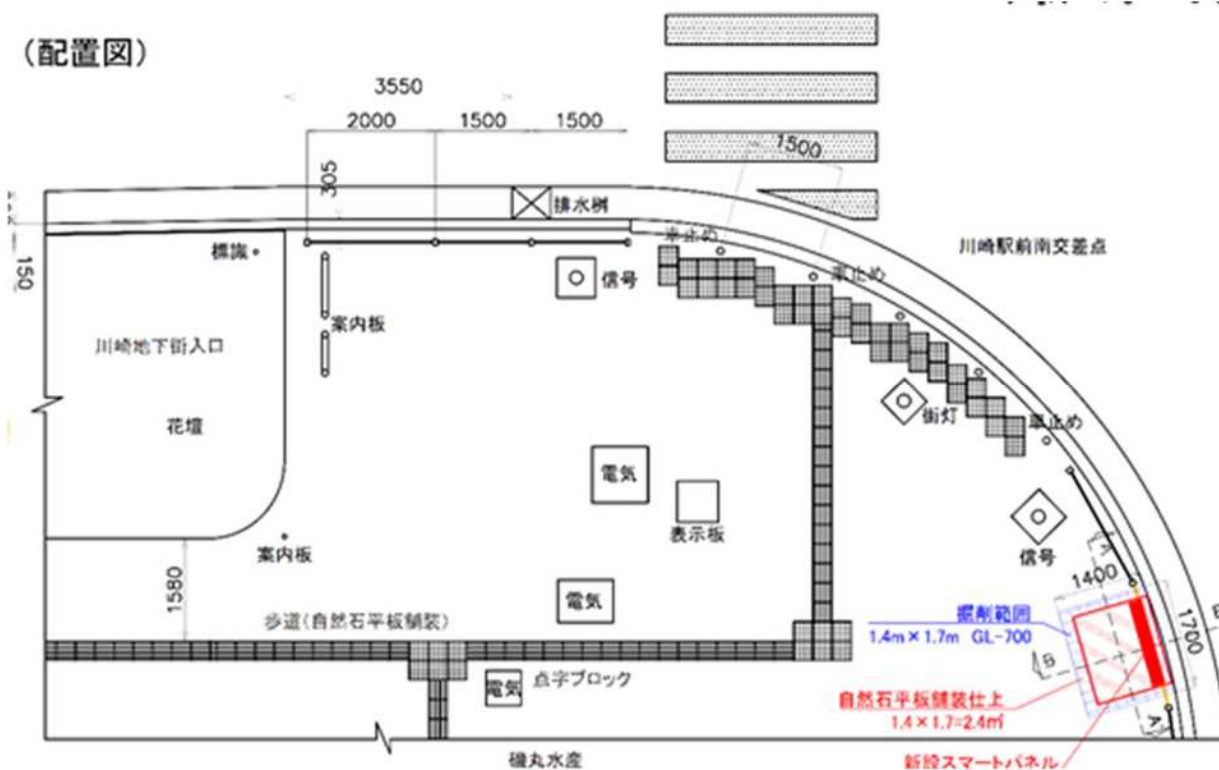 (配置図)
3550
2000
1500
1500
305
1500
排水桝
車止め
標識
信号
車止め
川崎駅前南交差点
150
案内板
川崎地下街入口
花壇
街灯
車止め
電気
表示板
信号
案内板
A
1400
1580
電気
掘削範囲
1.4m×1.7m GL-700
1700
B
歩道(自然石平板舗装)
B
点字ブロック
電気
自然石平板舗装仕上
1.4×1.7=2.4㎡
A
新設スマートパネル
磯丸水産